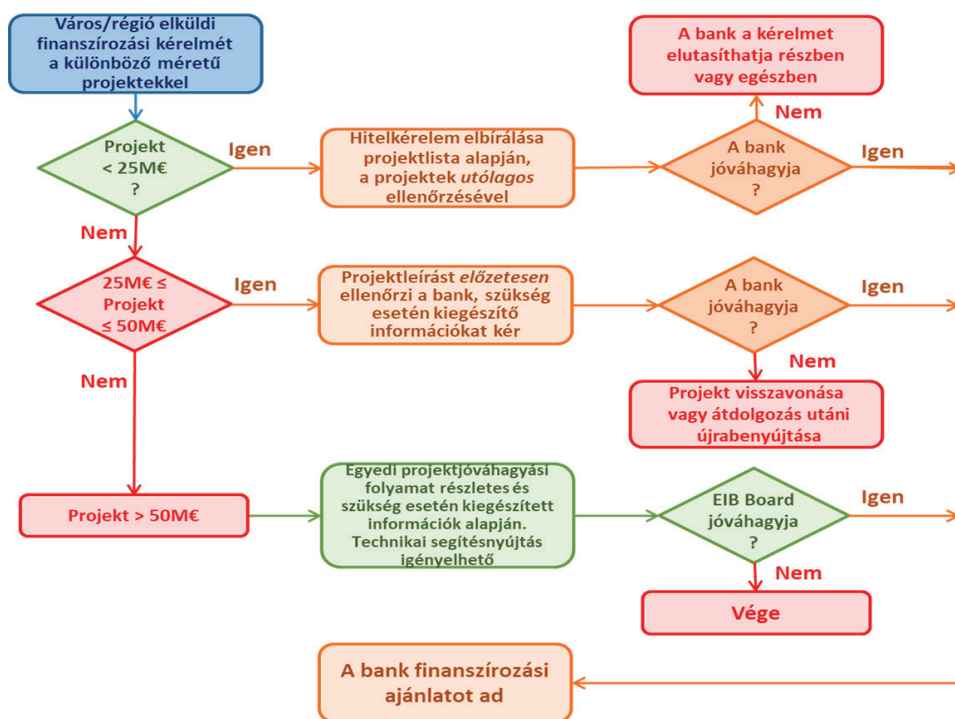 Város/régió elküldi
finanszírozási kérelmét
a különböző méretű
projektekkel
A bank a kérelmet
elutasíthatja részben
vagy egészben
Nem
Projekt
< 25M€
?
Igen
Hitelkérelem elbírálása
projektlista alapján,
a projektek utólagos
ellenőrzésével
A bank
jóváhagyja
?
Igen
Nem
25M€ ≤
Projekt
≤ 50M€
Igen
Projektleírást előzetesen
ellenőrzi a bank, szükség
esetén kiegészítő
információkat kér
A bank
jóváhagyja
?
Igen
Nem
Nem
Projekt visszavonása
vagy átdolgozás utáni
újrabenyújtása
Projekt > 50M€
Egyedi projektjóváhagyási
folyamat részletes és
szükség esetén kiegészített
információk alapján.
Technikai segítésnyújtás
igényelhető
EIB Board
jóváhagyja
?
Igen
Nem
Vége
A bank finanszírozási
ajánlatot ad